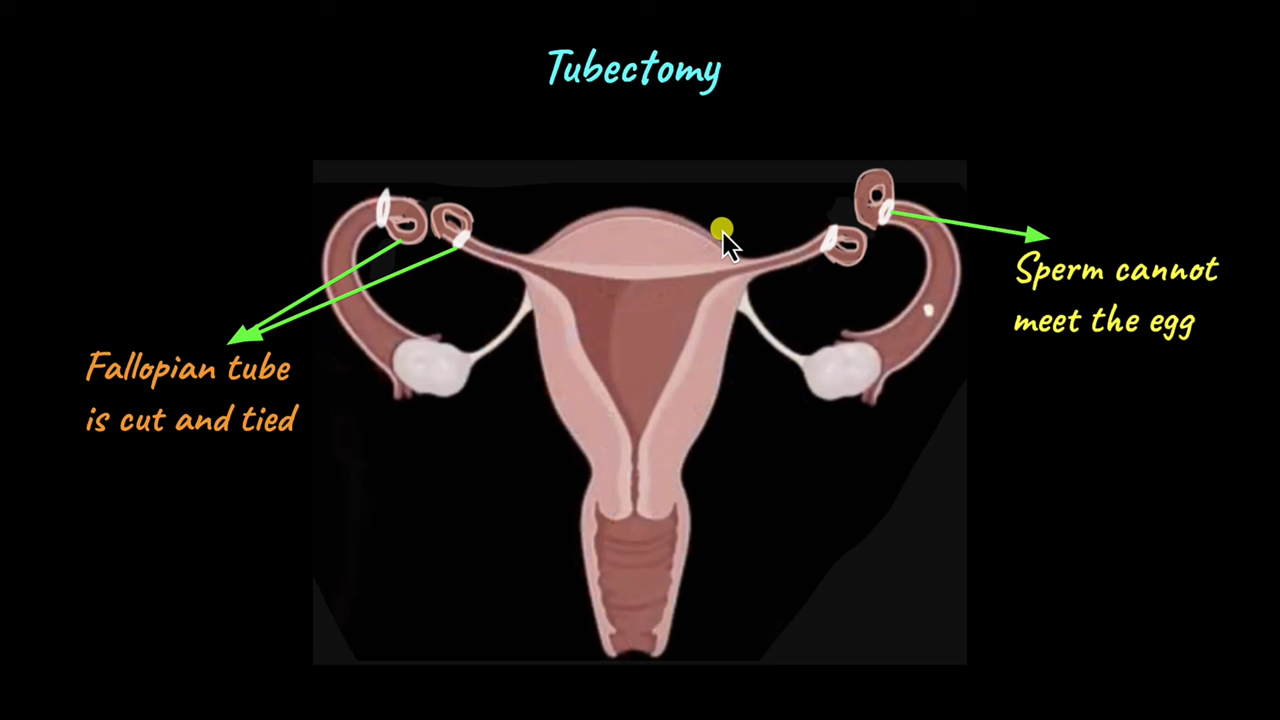 Tubectomy
Fallopian tube
is cut and tied
Sperm cannot
meet the egg